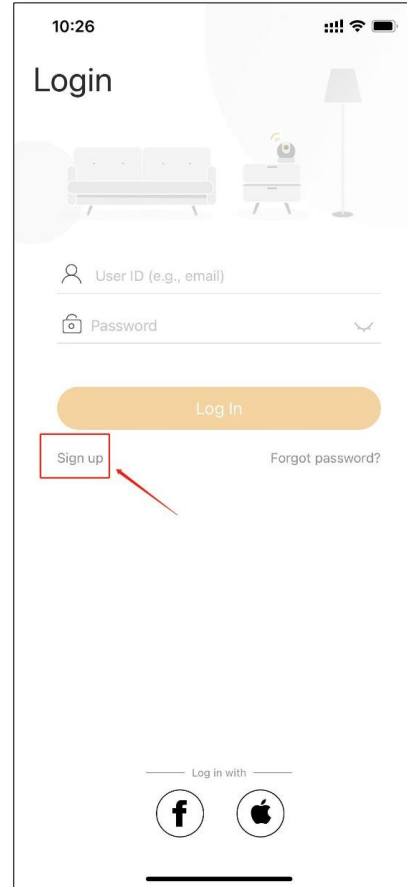 10:26
Login
User ID (e.g., email)
Password
Log In
Sign up
Forgot password?
Log in with